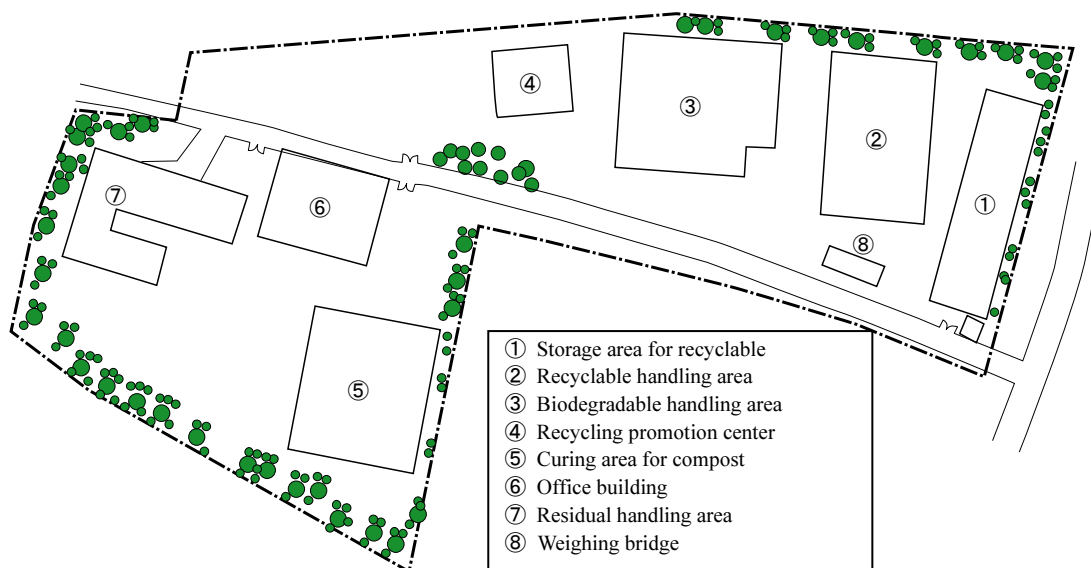 ④
③
②
①
⑦
⑥
⑧
⑤
① Storage area for recyclable
② Recyclable handling area
③ Biodegradable handling area
④ Recycling promotion center
⑤ Curing area for compost
⑥ Office building
⑦ Residual handling area
⑧ Weighing bridge